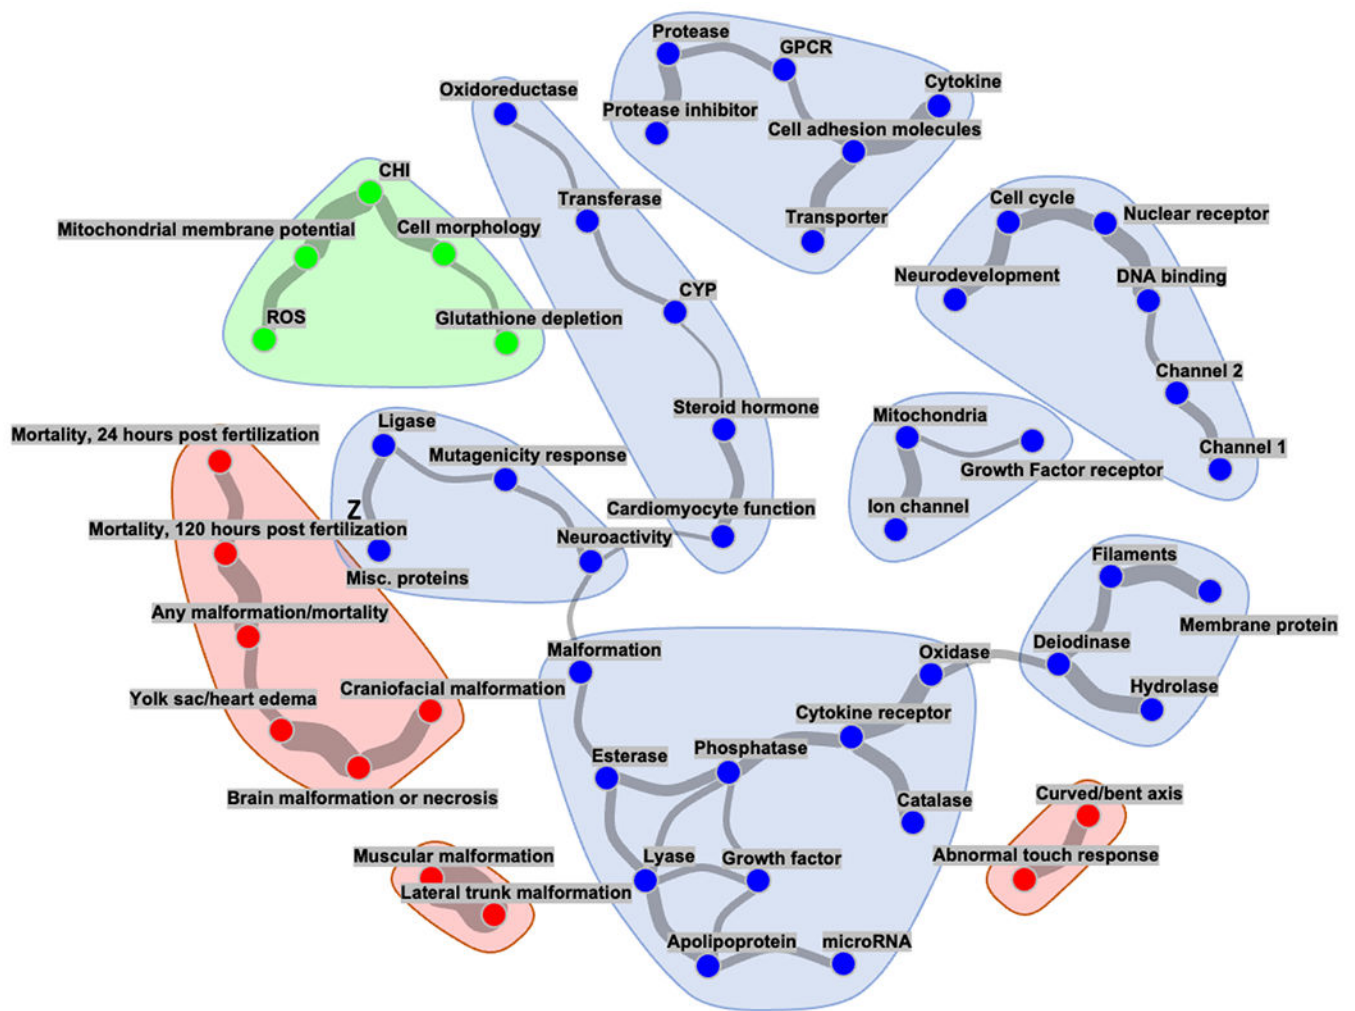 Protease
GPCR
Cytokine
Oxidoreductase
Protease inhibitor
Cell adhesion molecules
CHI
Transferase
Cell cycle
Nuclear receptor
Mitochondrial membrane potential
Cell morphology
Transporter
Neurodevelopment
DNA binding
CYP
ROS
Glutathione depletion
Channel 2
Steroid hormone
Mitochondria
Ligase
Mortality, 24 hours post fertilization
Mutagenicity response
Channel 1
Growth Factor receptor
Z
Cardiomyocyte function
Ion channel
Mortality, 120 hours post fertilization
Neuroactivity
Filaments
Misc. proteins
Any malformation/mortality
Membrane protein
Malformation
Oxidase
Deiodinase
Yolk sac/heart edema
Craniofacial malformation
Hydrolase
Cytokine receptor
Esterase
Phosphatase
Brain malformation or necrosis
Catalase
Curved/bent axis
Muscular malformation
Lyase
Growth factor
Abnormal touch response
Lateral trunk malformation
Apolipoprotein
microRNA